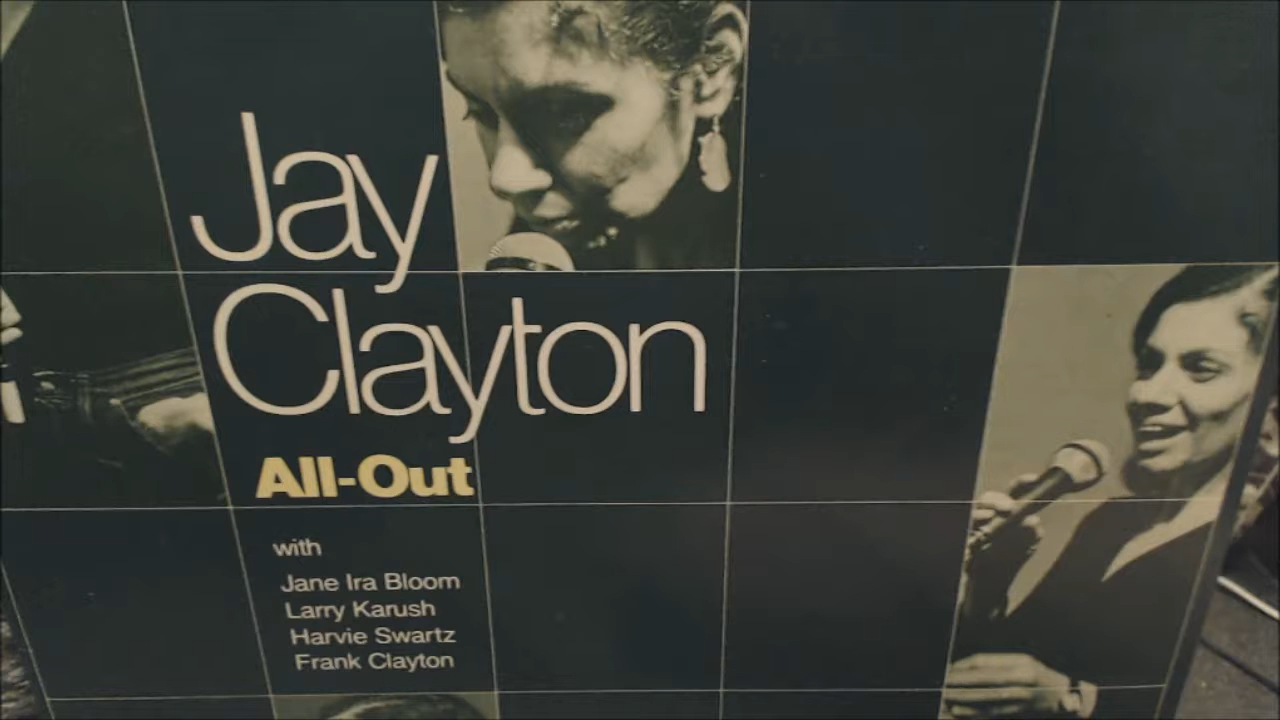 Jay
Clayton
All-Out
with
Jane Ira Bloom
Larry Karush
Harvie Swartz
Frank Clayton